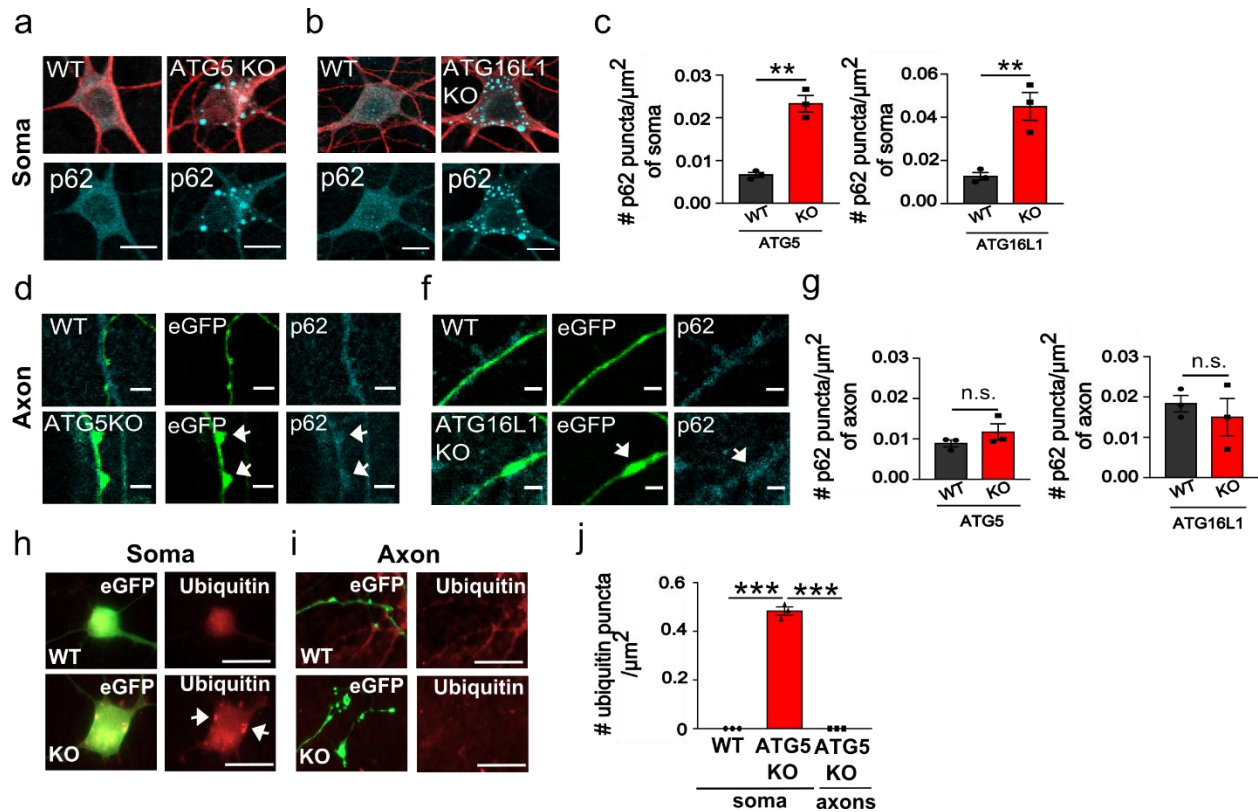 a
b
c
Soma
WT
ATG5 KO
WT
ATG16L1
KO
p62
p62
p62
p62
# p62 puncta/µm²
of soma
0.03
0.02
0.01
0.00
**
WT
KO
ATG5
# p62 puncta/µm²
of soma
0.06
0.04
0.02
0.00
**
WT
KO
ATG16L1
d
f
g
Axon
WT
eGFP
p62
ATG5KO
eGFP
p62
WT
eGFP
p62
ATG16L1
KO
eGFP
p62
# p62 puncta/µm²
of axon
0.03
0.02
0.01
0.00
n.s.
WT
KO
ATG5
# p62 puncta/µm²
of axon
0.03
0.02
0.01
0.00
n.s.
WT
KO
ATG16L1
h
Soma
i
Axon
j
eGFP
WT
Ubiquitin
eGFP
KO
Ubiquitin
eGFP
WT
Ubiquitin
eGFP
KO
Ubiquitin
# ubiquitin puncta
/µm²
0.6
0.4
0.2
0
*** ***
WT ATG5 ATG5
KO KO
soma axons